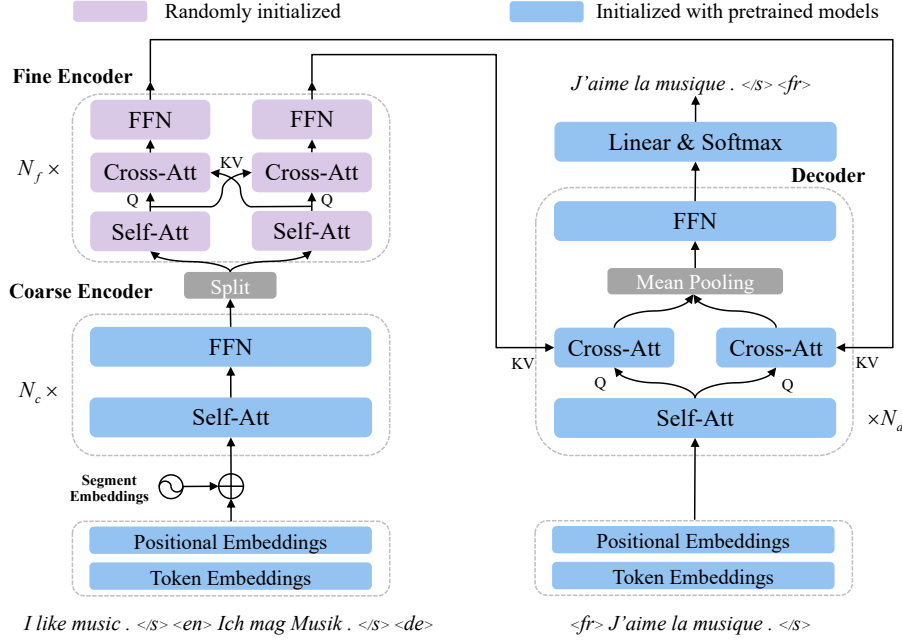 Randomly initialized
Initialized with pretrained models
Fine Encoder
FFN
FFN
N_f ×
Cross-Att
KV
Cross-Att
Q
Q
Self-Att
Self-Att
Split
Coarse Encoder
FFN
N_c ×
Self-Att
Segment
Embeddings
Positional Embeddings
Token Embeddings
I like music . </s> <en> Ich mag Musik . </s> <de>
J'aime la musique . </s> <fr>
Linear & Softmax
Decoder
FFN
Mean Pooling
Cross-Att
Cross-Att
KV
KV
Q
Q
Self-Att
×N_d
Positional Embeddings
Token Embeddings
<fr> J'aime la musique . </s>